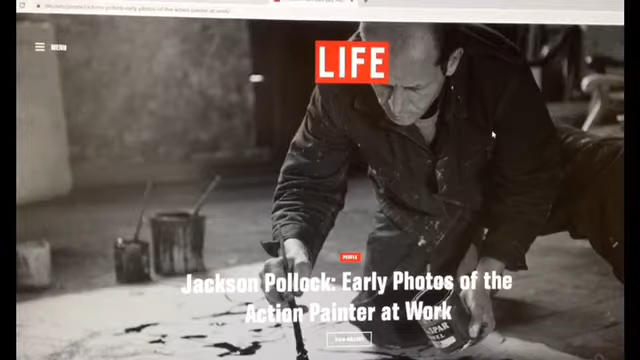 MENU
LIFE
PEOPLE
Jackson Pollock: Early Photos of the
Action Painter at Work